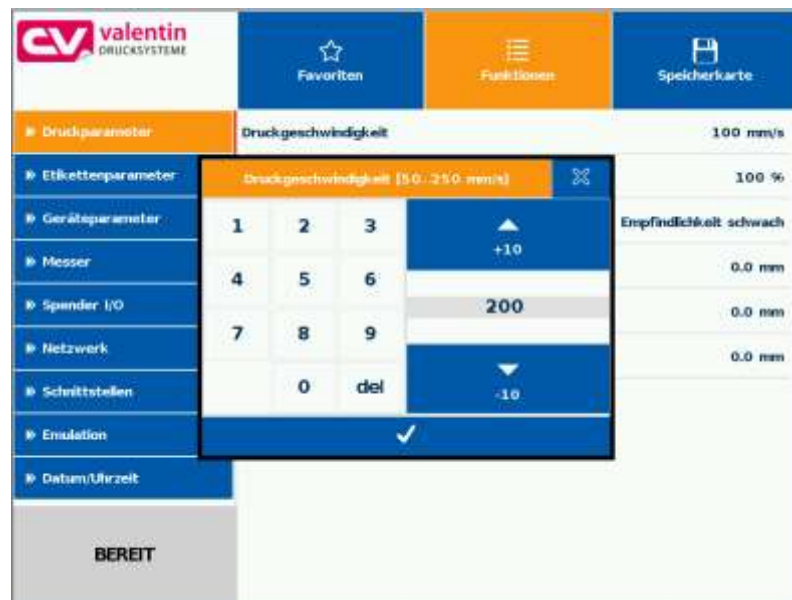 valentin
DRUCKSYSTEME
Favoriten
Funktionen
Speicherkarte
Druckparameter
Etikettenparameter
Geräteparameter
Messer
Spender I/O
Netzwerk
Schnittstellen
Emulation
Datum/Uhrzeit
BEREIT
Druckgeschwindigkeit 100 mm/s
100 %
Empfindlichkeit schwach
0.0 mm
0.0 mm
0.0 mm
Druckgeschwindigkeit [50..250 mm/s]
1 2 3
4 5 6
7 8 9
0 del
+10
200
-10